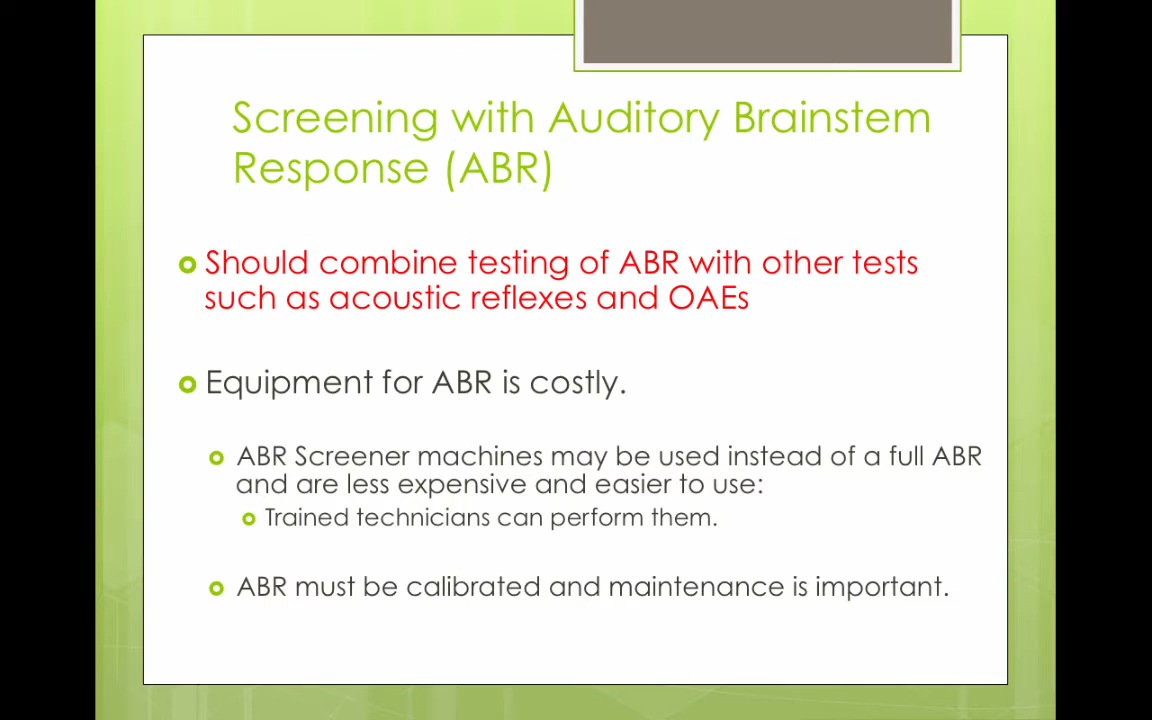 Screening with Auditory Brainstem
Response (ABR)
Should combine testing of ABR with other tests
such as acoustic reflexes and OAEs
Equipment for ABR is costly.
ABR Screener machines may be used instead of a full ABR
and are less expensive and easier to use:
Trained technicians can perform them.
ABR must be calibrated and maintenance is important.